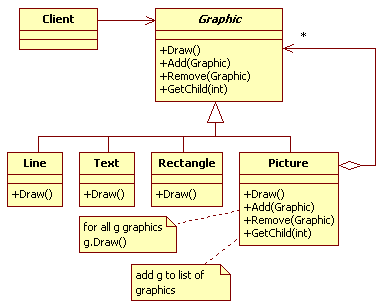 Client
Graphic
+Draw()
+Add(Graphic)
+Remove(Graphic)
+GetChild(int)
*
Line
+Draw()
Text
+Draw()
Rectangle
+Draw()
Picture
+Draw()
+Add(Graphic)
+Remove(Graphic)
+GetChild(int)
for all g graphics
g.Draw()
add g to list of
graphics